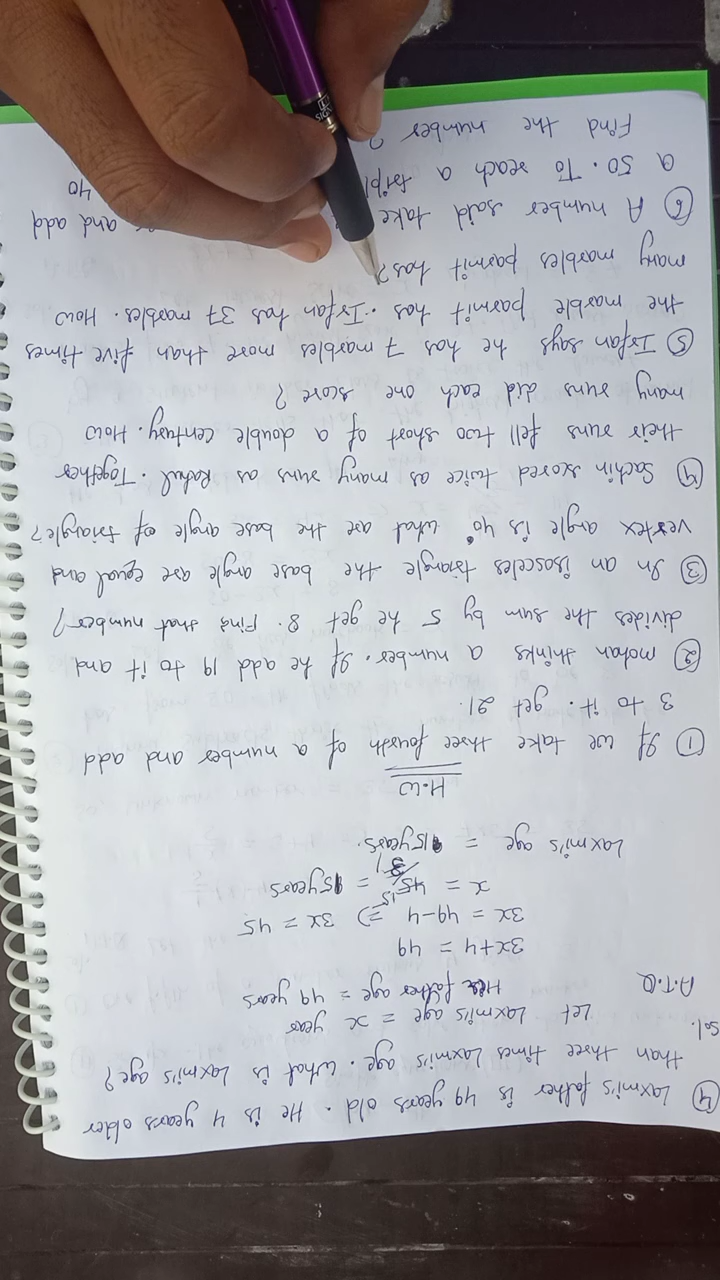 ④ Laxmi's father is 49 years old. He is 4 years older
than three times Laxmi's age. What is Laxmi's age?
Sol. Let Laxmi's age = x year
A.T.Q Her father age = 49 years
3x+4 = 49
3x = 49-4 ⇒ 3x = 45
x = 45/3 = 15years
Laxmi's age = 15years.
H.W
① If we take three fourth of a number and add
3 to it. get 21.
② mohan thinks a number. If he add 19 to it and
divides the sum by 5 he get 8. Find that number?
③ In an isosceles triangle the base angle are equal and
vertex angle is 40° what are the base angle of triangle?
④ Sachin scored twice as many runs as Rahul. Together
their runs fell two short of a double century. How
many runs did each one score?
⑤ Irfan says he has 7 marbles more than five times
the marble parmit has. Irfan has 37 marbles. How
many marbles parmit has?
⑥ A number said take and add
a 50. To reach a 40
Find the number?